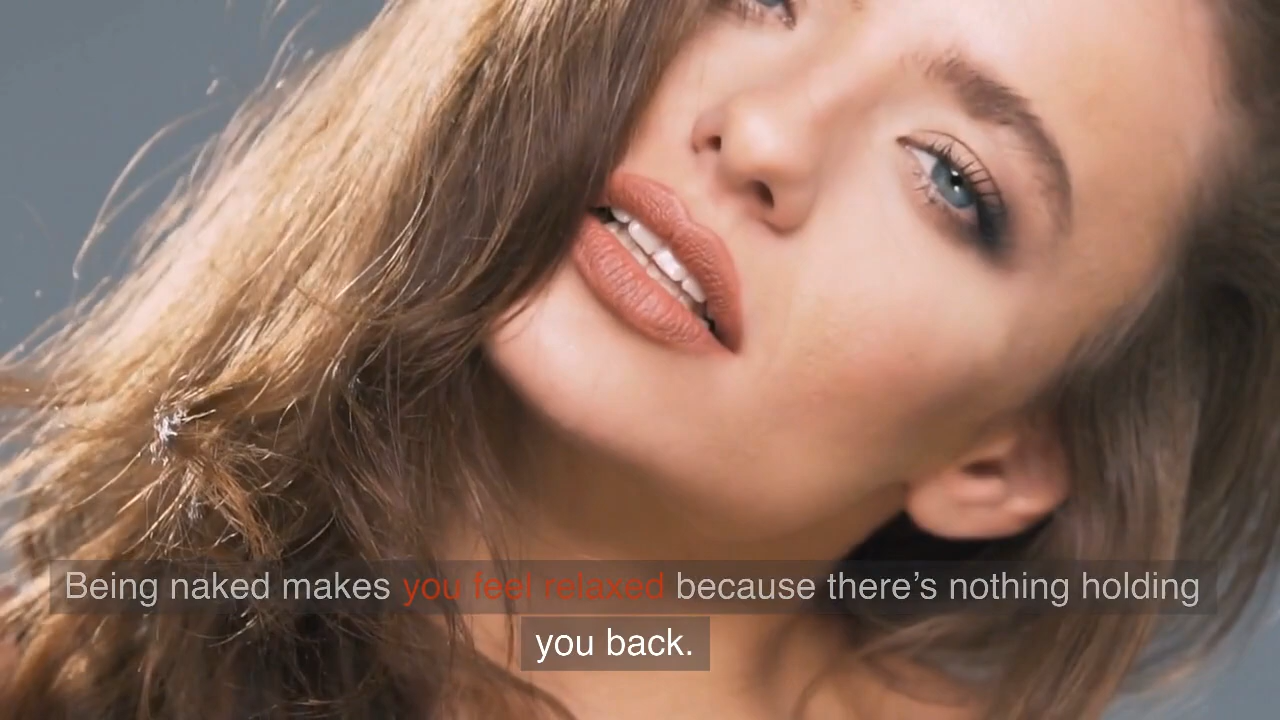 Being naked makes you feel relaxed because there’s nothing holding
you back.